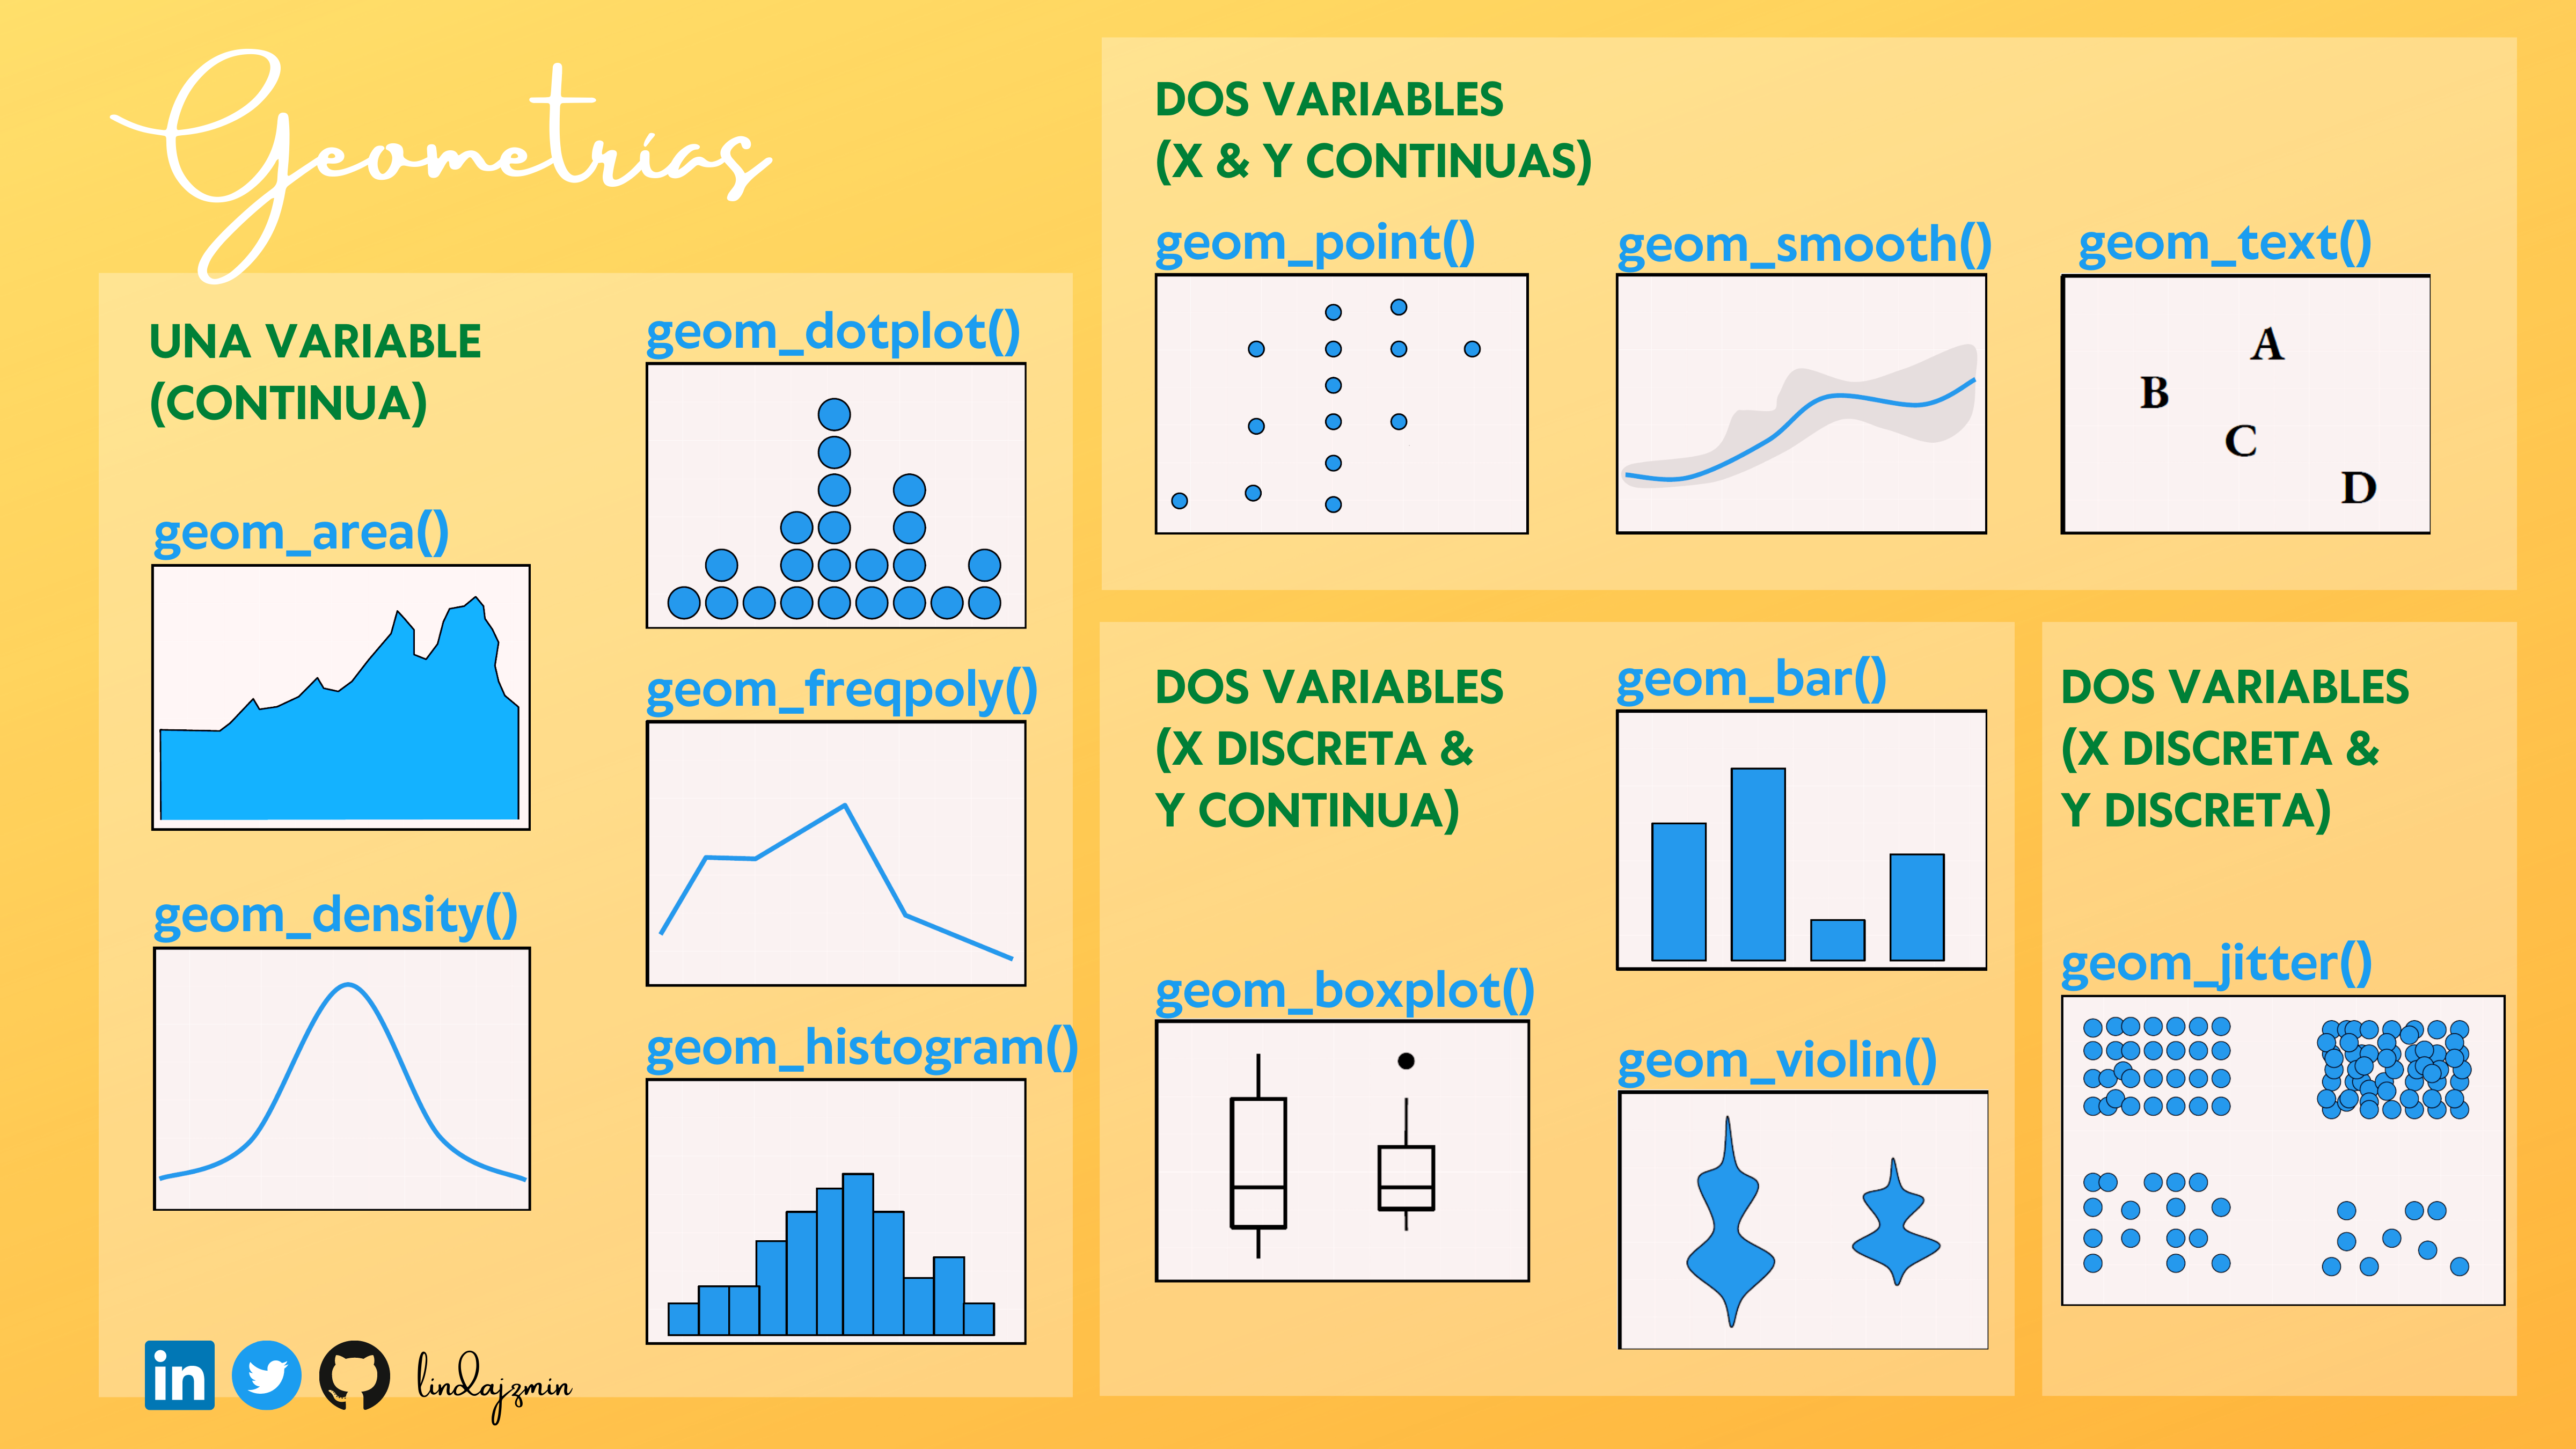 Geometrías
UNA VARIABLE
(CONTINUA)
geom_area()
geom_density()
geom_dotplot()
geom_freqpoly()
geom_histogram()
in
lindajzmin
DOS VARIABLES
(X & Y CONTINUAS)
geom_point()
geom_smooth()
geom_text()
A
B
C
D
DOS VARIABLES
(X DISCRETA &
Y CONTINUA)
geom_boxplot()
geom_bar()
geom_violin()
DOS VARIABLES
(X DISCRETA &
Y DISCRETA)
geom_jitter()